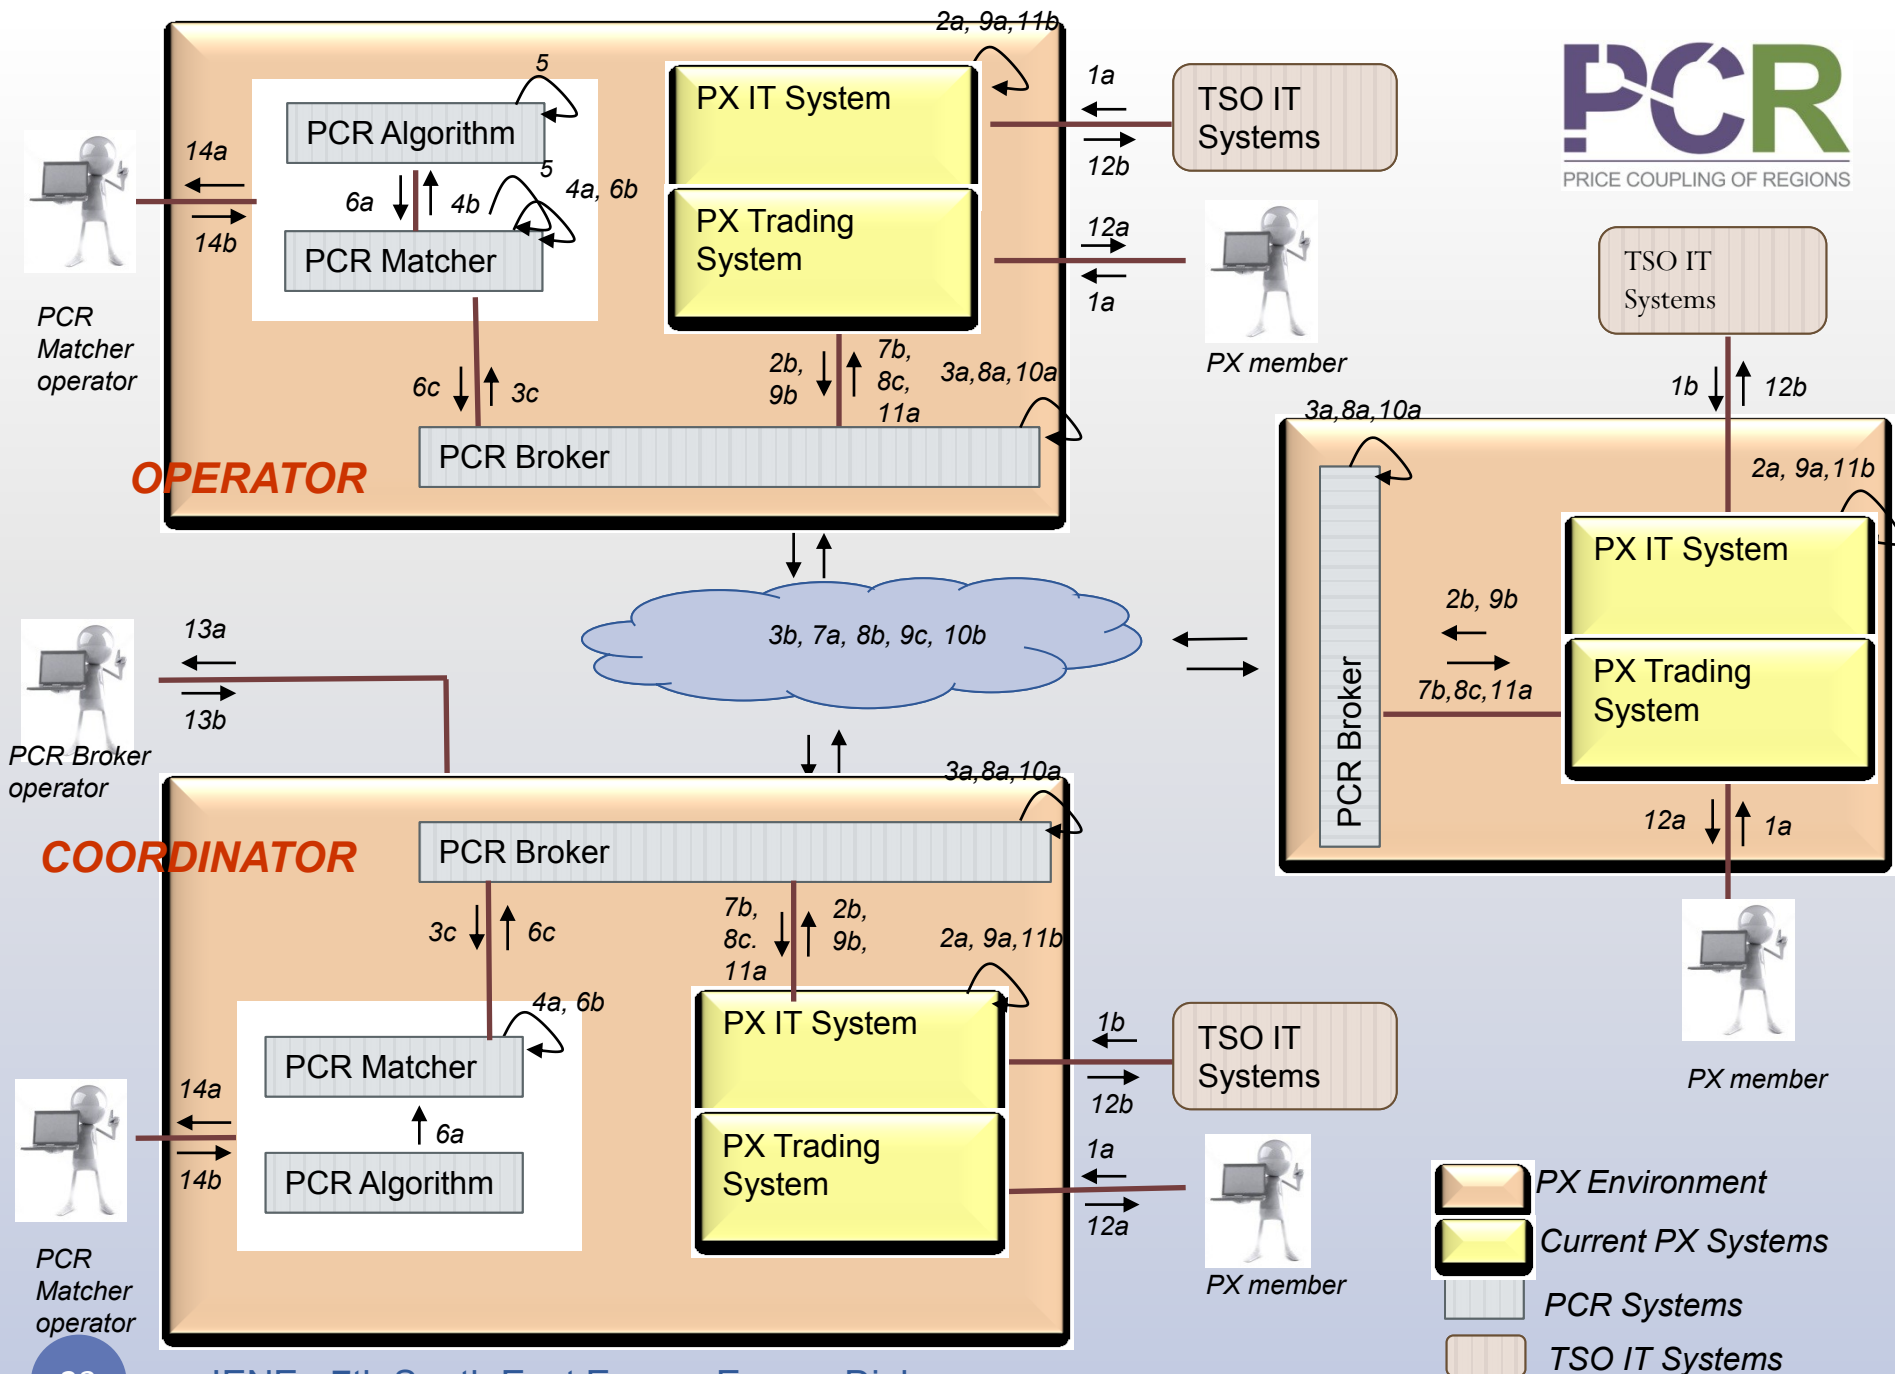 2a, 9a,11b
5
PX IT System
1a
TSO IT
Systems
PCR
PRICE COUPLING OF REGIONS
PCR Algorithm
14a
5
12b
6a
4b
4a, 6b
PX Trading
System
12a
14b
PCR Matcher
1a
TSO IT
Systems
PCR
Matcher
operator
2b,
9b
7b,
8c,
11a
3a,8a,10a
PX member
6c
3c
1b
12b
3a,8a,10a
PCR Broker
OPERATOR
2a, 9a,11b
PX IT System
2b, 9b
3b, 7a, 8b, 9c, 10b
13a
13b
PCR Broker
PX Trading
System
7b,8c,11a
PCR Broker
operator
3a,8a,10a
12a
1a
COORDINATOR
PCR Broker
3c
6c
7b,
8c.
11a
2b,
9b,
2a, 9a,11b
4a, 6b
PX IT System
1b
TSO IT
Systems
PCR Matcher
14a
12b
PX member
6a
14b
PCR Algorithm
PX Trading
System
1a
12a
PX Environment
PCR
Matcher
operator
PX member
Current PX Systems
PCR Systems
TSO IT Systems